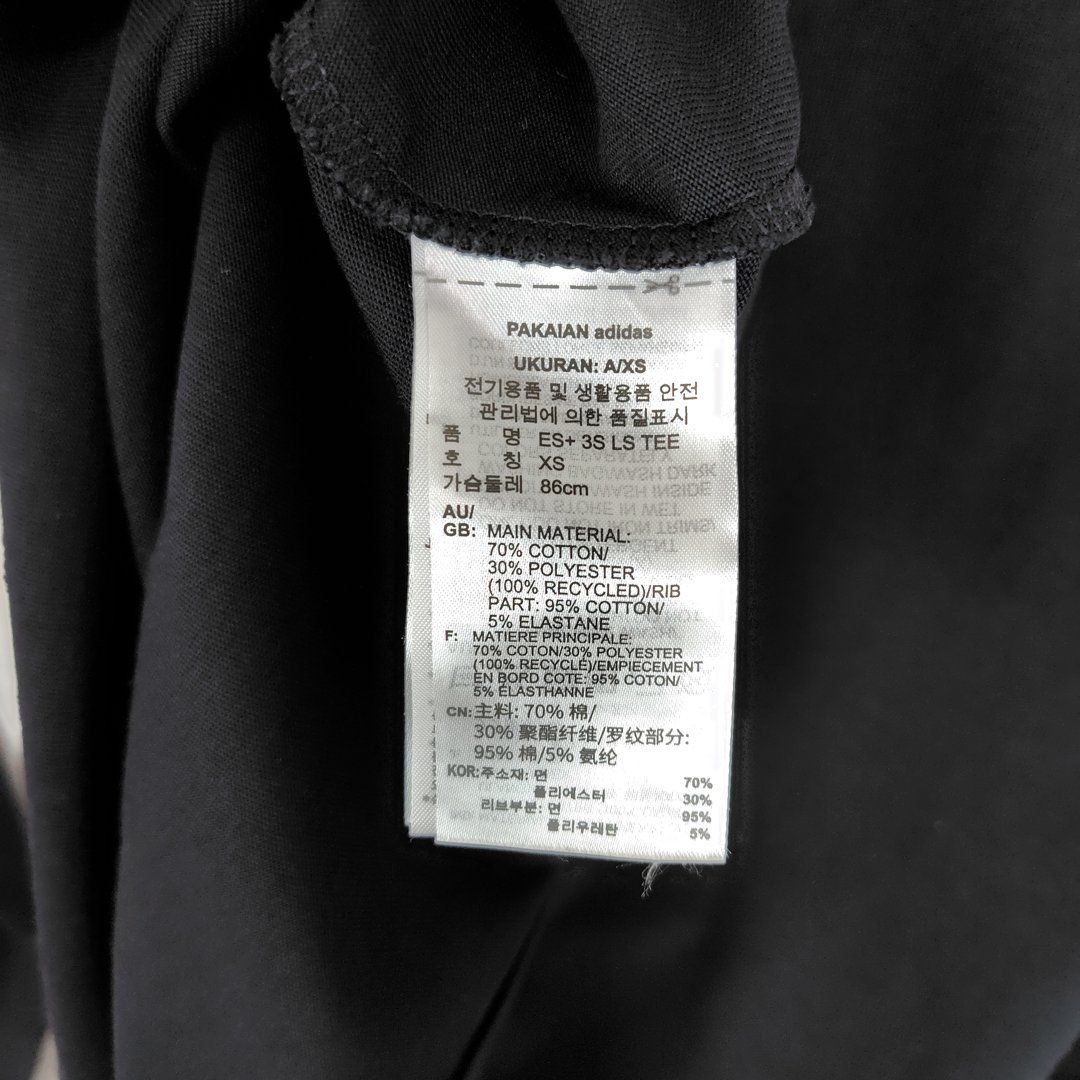 PAKAIAN adidas
UKURAN: A/XS
전기용품 및 생활용품 안전
관리법에 의한 품질표시
품 명 ES+ 3S LS TEE
호 칭 XS
가슴둘레 86cm
AU/
GB: MAIN MATERIAL:
70% COTTON/
30% POLYESTER
(100% RECYCLED)/RIB
PART: 95% COTTON/
5% ELASTANE
F: MATIERE PRINCIPALE:
70% COTON/30% POLYESTER
(100% RECYCLÉ)/EMPIECEMENT
EN BORD COTE: 95% COTON/
5% ÉLASTHANNE
CN: 主料: 70% 棉/
30% 聚酯纤维/罗纹部分:
95% 棉/5% 氨纶
KOR: 주소재: 면 70%
폴리에스터 30%
리브부분: 면 95%
폴리우레탄 5%